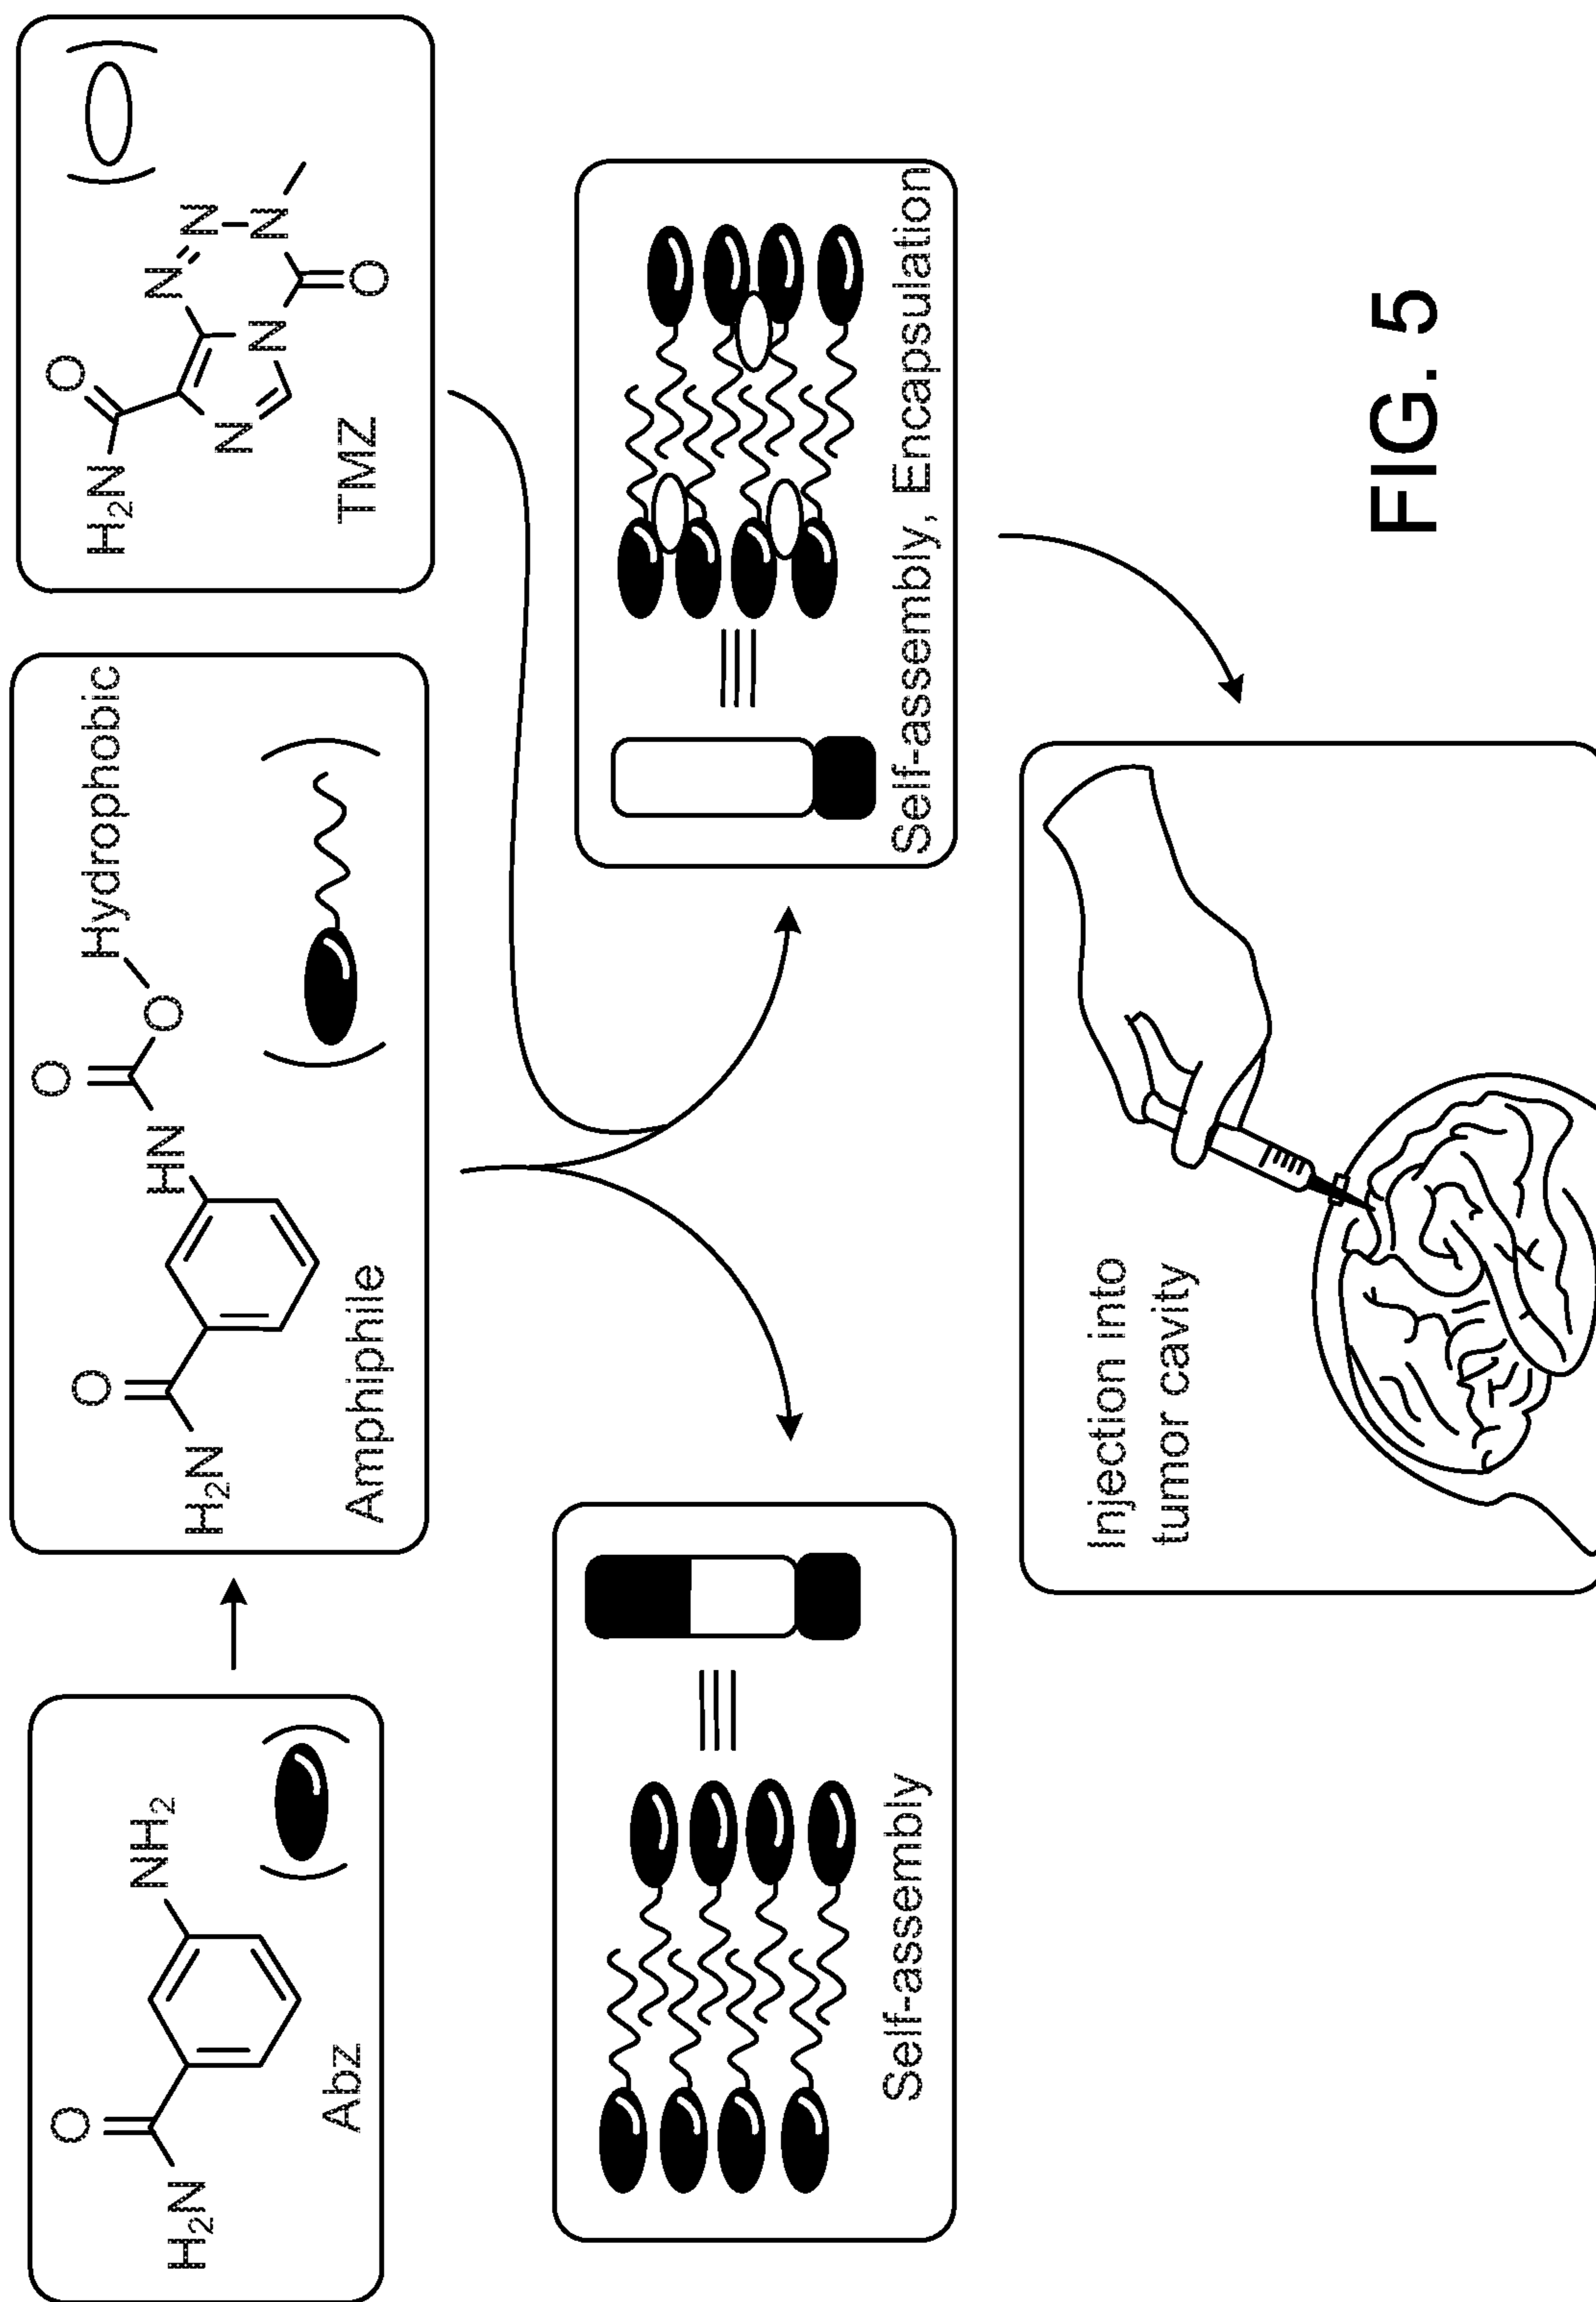 O
H₂N
NH₂
Abz
O
H₂N
HN
O
O
Hydrophobic
Amphiphile
O
H₂N
N
N
N
N
N
O
TMZ
Self-assembly
Self-assembly, Encapsulation
Injection into
tumor cavity
FIG. 5